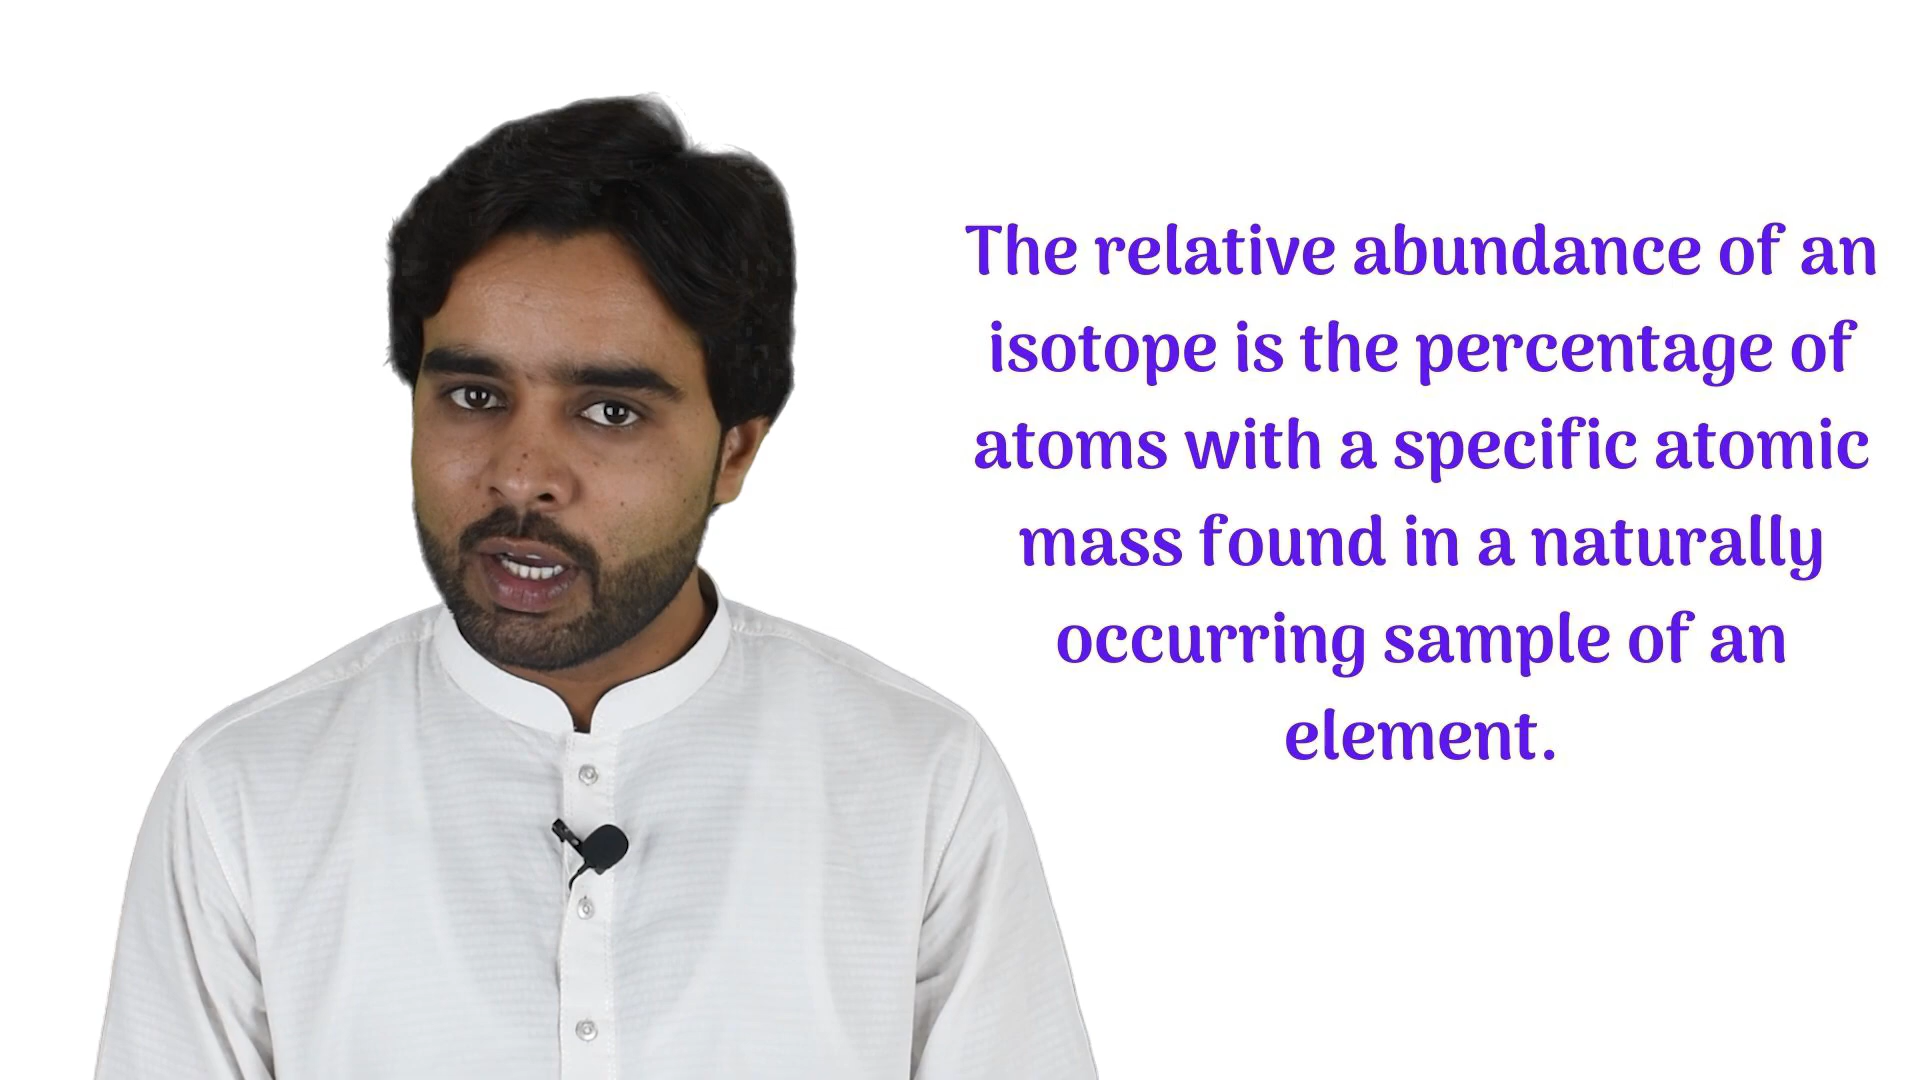 The relative abundance of an
isotope is the percentage of
atoms with a specific atomic
mass found in a naturally
occurring sample of an
element.